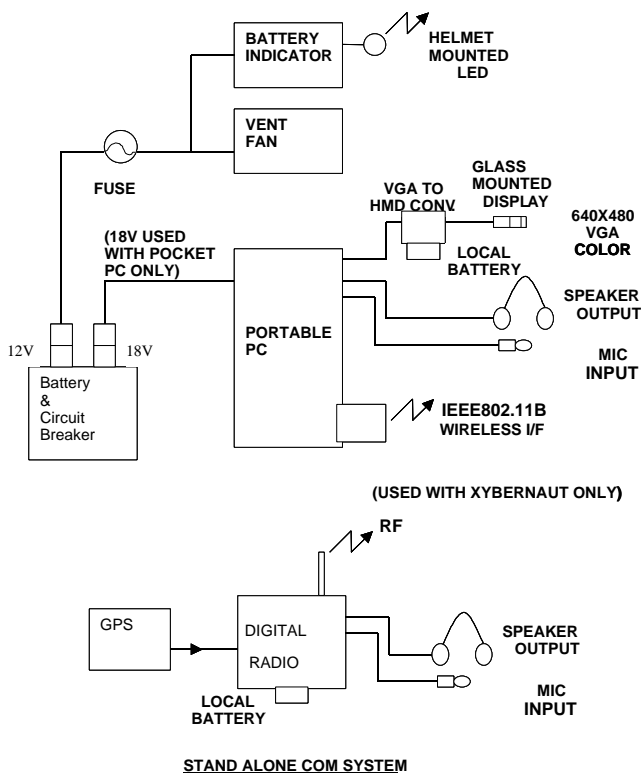 BATTERY
INDICATOR
HELMET
MOUNTED
LED
VENT
FAN
FUSE
GLASS
MOUNTED
DISPLAY
VGA TO
HMD CONV.
640X480
VGA
COLOR
(18V USED
WITH POCKET
PC ONLY)
LOCAL
BATTERY
SPEAKER
OUTPUT
PORTABLE
PC
MIC
INPUT
12V
18V
Battery
&
Circuit
Breaker
IEEE802.11B
WIRELESS I/F
(USED WITH XYBERNAUT ONLY)
RF
GPS
DIGITAL
RADIO
SPEAKER
OUTPUT
LOCAL
BATTERY
MIC
INPUT
STAND ALONE COM SYSTEM